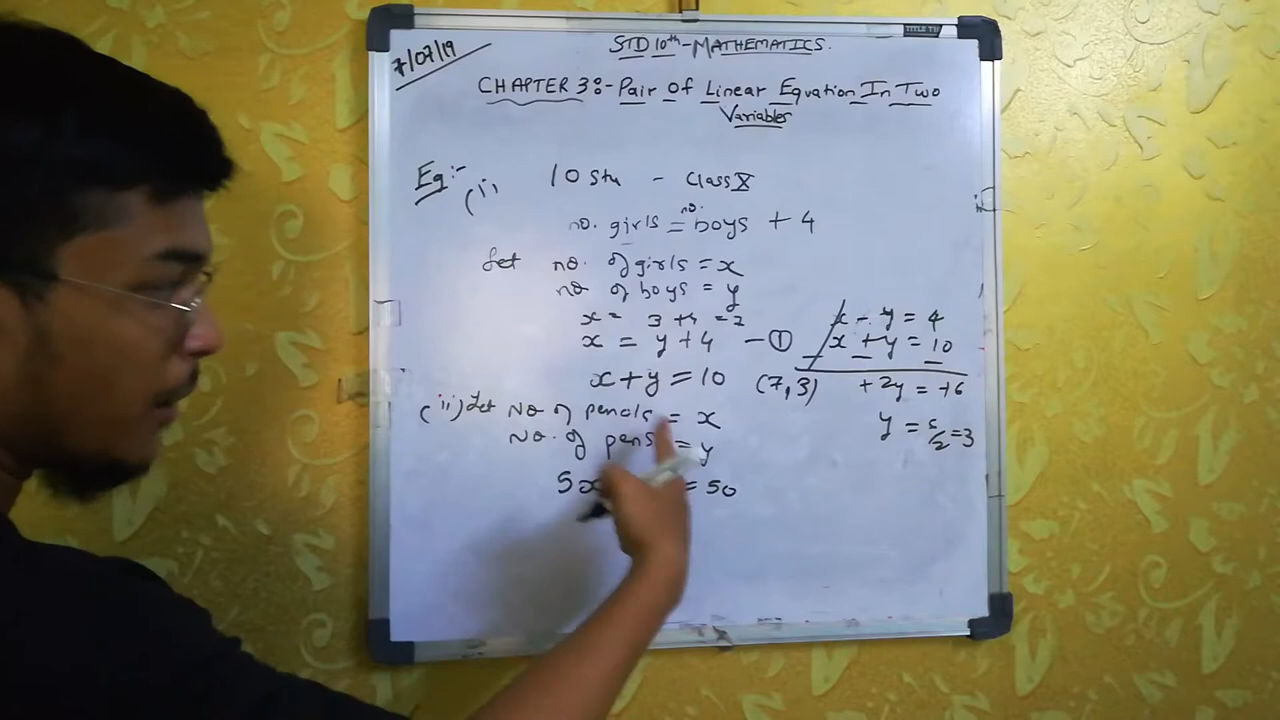 7/07/19
STD 10th - MATHEMATICS.
CHAPTER 3:- Pair Of Linear Equation In Two
Variables
Eg:-
(i) 10 Stu - Class X
no. girls = no. boys + 4
Let no. of girls = x
no of boys = y
x = 3 + 4 = 7
x = y + 4 - ①
x + y = 10 (7,3)
x - y = 4
x + y = 10
- - -
+ 2y = +6
y = 6/2 = 3
(ii) Let No of pencils = x
No. of pens = y
5x = 50